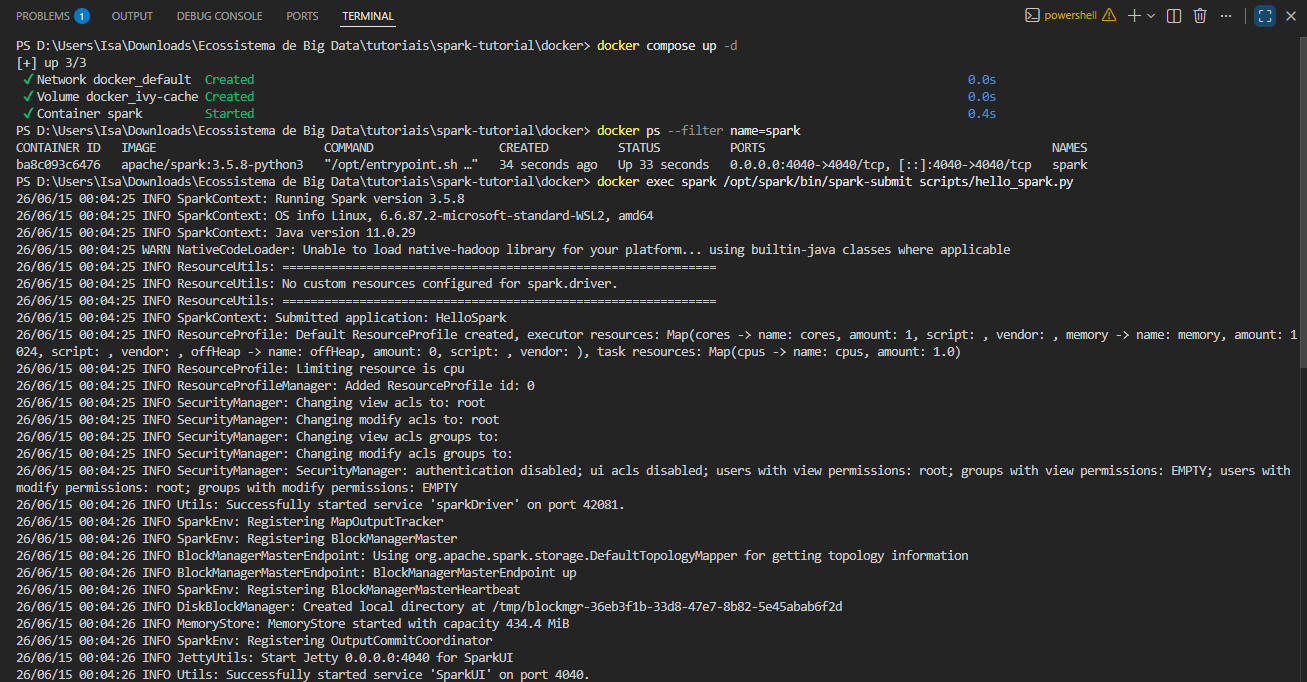 PROBLEMS 1 OUTPUT DEBUG CONSOLE PORTS TERMINAL powershell
PS D:\Users\Isa\Downloads\Ecossistema de Big Data\tutoriais\spark-tutorial\docker> docker compose up -d
[+] up 3/3
✓Network docker_default Created 0.0s
✓Volume docker_ivy-cache Created 0.0s
✓Container spark Started 0.4s
PS D:\Users\Isa\Downloads\Ecossistema de Big Data\tutoriais\spark-tutorial\docker> docker ps --filter name=spark
CONTAINER ID IMAGE COMMAND CREATED STATUS PORTS NAMES
ba8c093c6476 apache/spark:3.5.8-python3 "/opt/entrypoint.sh …" 34 seconds ago Up 33 seconds 0.0.0.0:4040->4040/tcp, [::]:4040->4040/tcp spark
PS D:\Users\Isa\Downloads\Ecossistema de Big Data\tutoriais\spark-tutorial\docker> docker exec spark /opt/spark/bin/spark-submit scripts/hello_spark.py
26/06/15 00:04:25 INFO SparkContext: Running Spark version 3.5.8
26/06/15 00:04:25 INFO SparkContext: OS info Linux, 6.6.87.2-microsoft-standard-WSL2, amd64
26/06/15 00:04:25 INFO SparkContext: Java version 11.0.29
26/06/15 00:04:25 WARN NativeCodeLoader: Unable to load native-hadoop library for your platform... using builtin-java classes where applicable
26/06/15 00:04:25 INFO ResourceUtils: ==============================================================
26/06/15 00:04:25 INFO ResourceUtils: No custom resources configured for spark.driver.
26/06/15 00:04:25 INFO ResourceUtils: ==============================================================
26/06/15 00:04:25 INFO SparkContext: Submitted application: HelloSpark
26/06/15 00:04:25 INFO ResourceProfile: Default ResourceProfile created, executor resources: Map(cores -> name: cores, amount: 1, script: , vendor: , memory -> name: memory, amount: 1
024, script: , vendor: , offHeap -> name: offHeap, amount: 0, script: , vendor: ), task resources: Map(cpus -> name: cpus, amount: 1.0)
26/06/15 00:04:25 INFO ResourceProfile: Limiting resource is cpu
26/06/15 00:04:25 INFO ResourceProfileManager: Added ResourceProfile id: 0
26/06/15 00:04:25 INFO SecurityManager: Changing view acls to: root
26/06/15 00:04:25 INFO SecurityManager: Changing modify acls to: root
26/06/15 00:04:25 INFO SecurityManager: Changing view acls groups to:
26/06/15 00:04:25 INFO SecurityManager: Changing modify acls groups to:
26/06/15 00:04:25 INFO SecurityManager: SecurityManager: authentication disabled; ui acls disabled; users with view permissions: root; groups with view permissions: EMPTY; users with
modify permissions: root; groups with modify permissions: EMPTY
26/06/15 00:04:26 INFO Utils: Successfully started service 'sparkDriver' on port 42081.
26/06/15 00:04:26 INFO SparkEnv: Registering MapOutputTracker
26/06/15 00:04:26 INFO SparkEnv: Registering BlockManagerMaster
26/06/15 00:04:26 INFO BlockManagerMasterEndpoint: Using org.apache.spark.storage.DefaultTopologyMapper for getting topology information
26/06/15 00:04:26 INFO BlockManagerMasterEndpoint: BlockManagerMasterEndpoint up
26/06/15 00:04:26 INFO SparkEnv: Registering BlockManagerMasterHeartbeat
26/06/15 00:04:26 INFO DiskBlockManager: Created local directory at /tmp/blockmgr-36eb3f1b-33d8-47e7-8b82-5e45abab6f2d
26/06/15 00:04:26 INFO MemoryStore: MemoryStore started with capacity 434.4 MiB
26/06/15 00:04:26 INFO SparkEnv: Registering OutputCommitCoordinator
26/06/15 00:04:26 INFO JettyUtils: Start Jetty 0.0.0.0:4040 for SparkUI
26/06/15 00:04:26 INFO Utils: Successfully started service 'SparkUI' on port 4040.